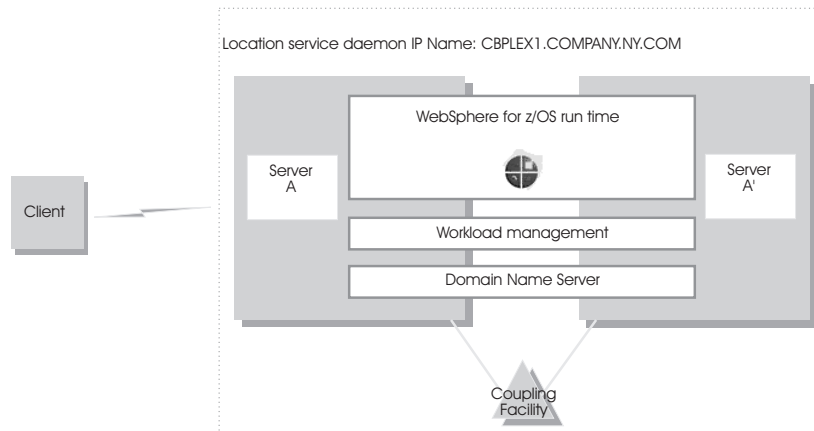 Location service daemon IP Name: CBPLEX1.COMPANY.NY.COM
WebSphere for z/OS run time
Server
A
Server
A'
Client
Workload management
Domain Name Server
Coupling
Facility